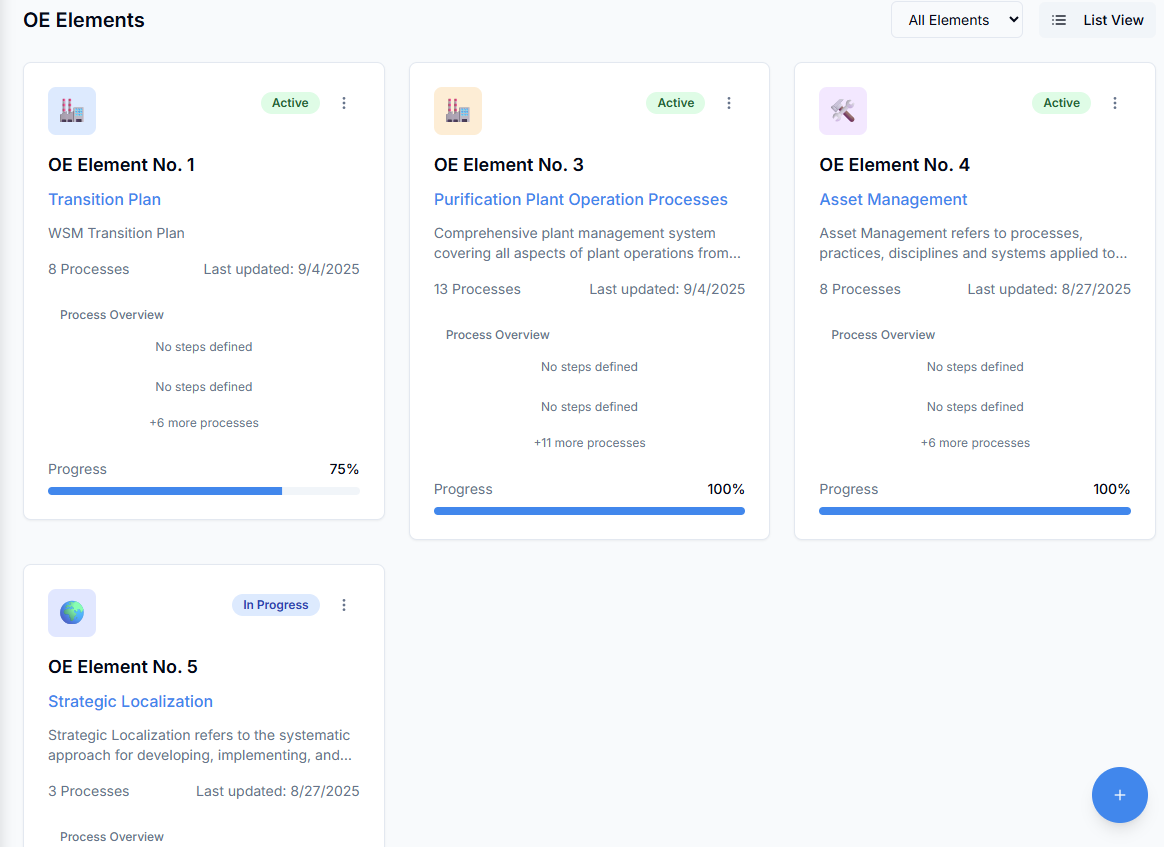 OE Elements
All Elements
List View
Active
OE Element No. 1
Transition Plan
WSM Transition Plan
8 Processes
Last updated: 9/4/2025
Process Overview
No steps defined
No steps defined
+6 more processes
Progress
75%
Active
OE Element No. 3
Purification Plant Operation Processes
Comprehensive plant management system
covering all aspects of plant operations from...
13 Processes
Last updated: 9/4/2025
Process Overview
No steps defined
No steps defined
+11 more processes
Progress
100%
Active
OE Element No. 4
Asset Management
Asset Management refers to processes,
practices, disciplines and systems applied to...
8 Processes
Last updated: 8/27/2025
Process Overview
No steps defined
No steps defined
+6 more processes
Progress
100%
In Progress
OE Element No. 5
Strategic Localization
Strategic Localization refers to the systematic
approach for developing, implementing, and...
3 Processes
Last updated: 8/27/2025
Process Overview
+